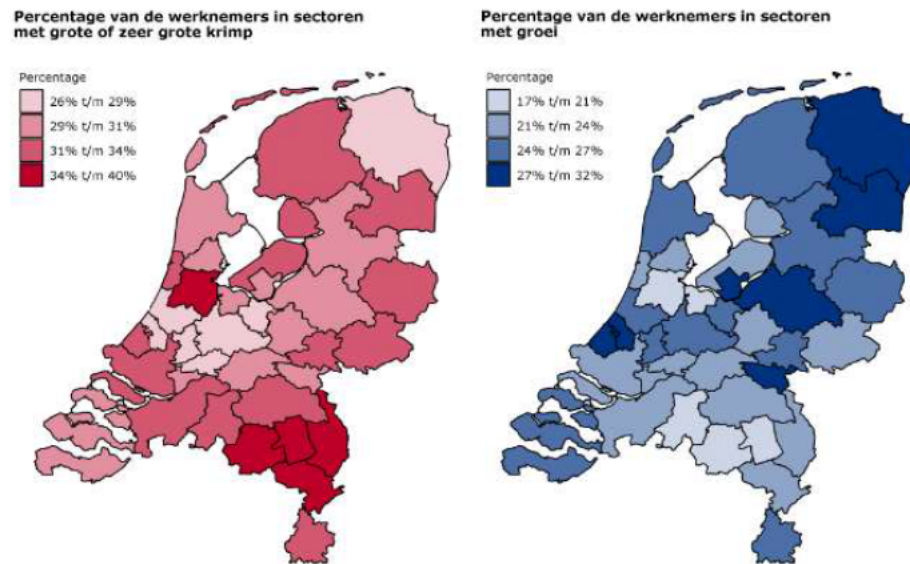 Percentage van de werknemers in sectoren
met grote of zeer grote krimp
Percentage
26% t/m 29%
29% t/m 31%
31% t/m 34%
34% t/m 40%
Percentage van de werknemers in sectoren
met groei
Percentage
17% t/m 21%
21% t/m 24%
24% t/m 27%
27% t/m 32%